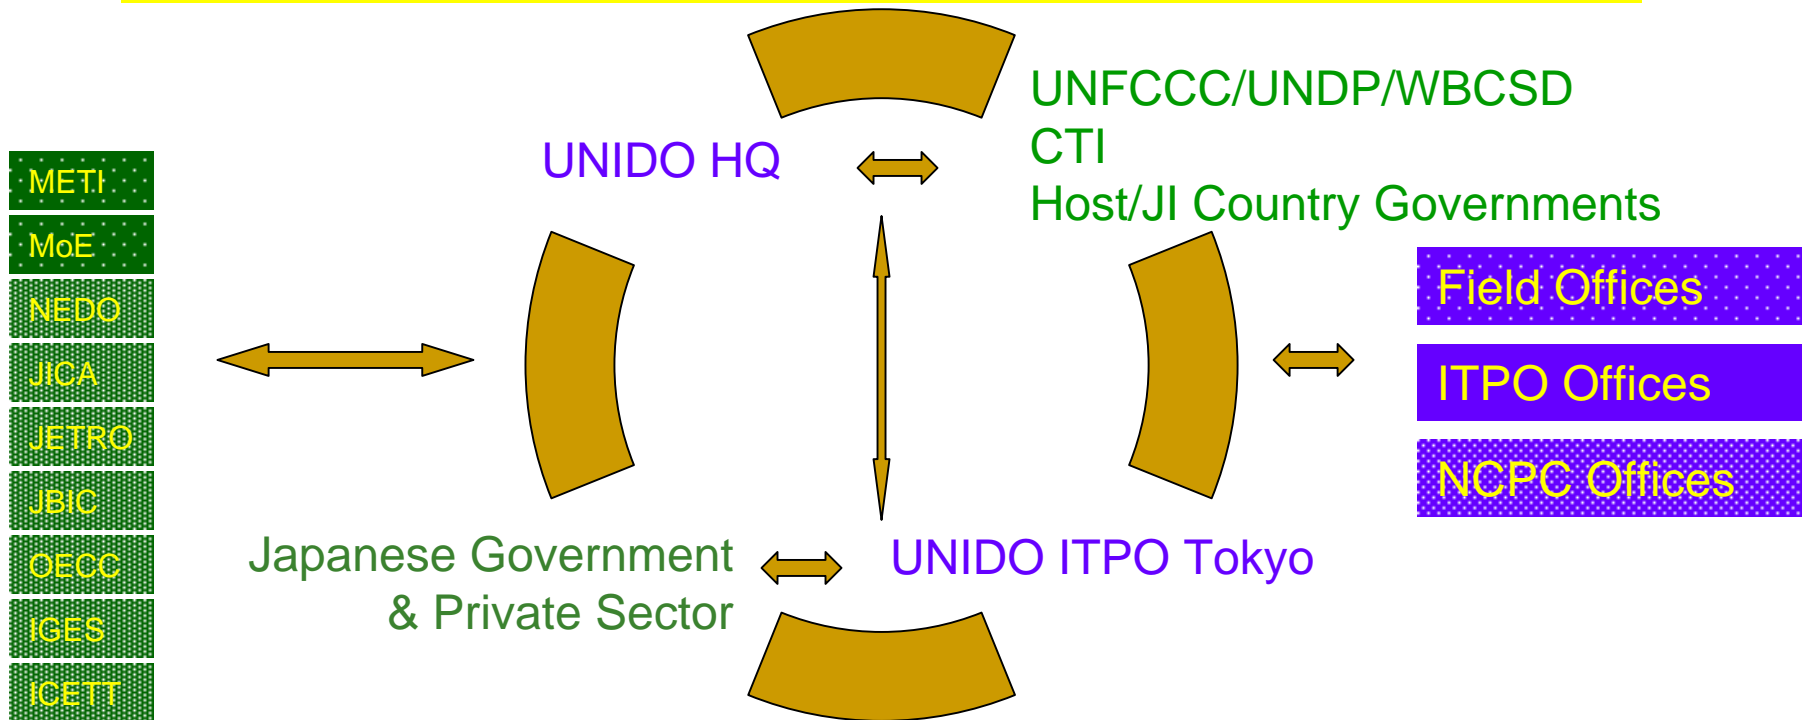 UNFCCC/UNDP/WBCSD
CTI
Host/JI Country Governments
UNIDO HQ
METI
MoE
NEDO
JICA
JETRO
JBIC
OECC
IGES
ICETT
Field Offices
ITPO Offices
NCPC Offices
Japanese Government
& Private Sector
UNIDO ITPO Tokyo